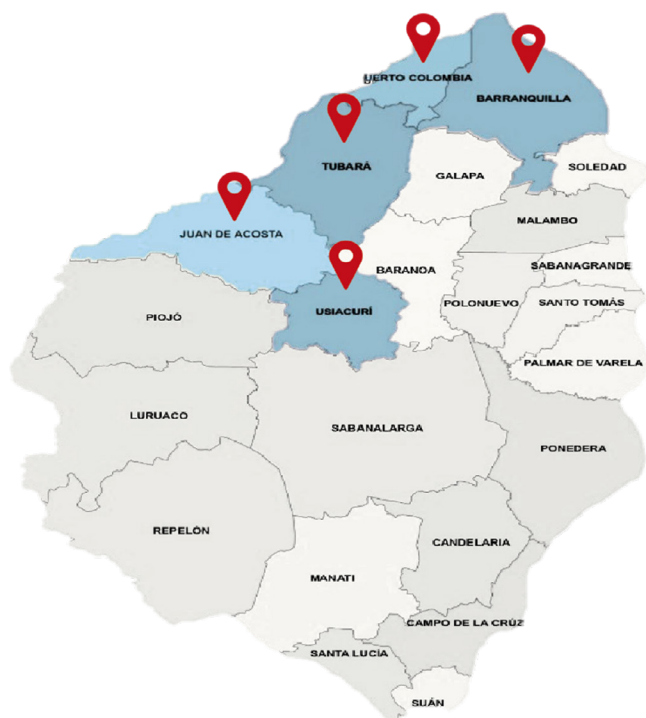 UERTO COLOMBIA
BARRANQUILLA
TUBARÁ
GALAPA
SOLEDAD
MALAMBO
JUAN DE ACOSTA
BARANOA
SABANAGRANDE
POLONUEVO
SANTO TOMÁS
USIACURÍ
PIOJÓ
PALMAR DE VARELA
LURUACO
SABANALARGA
PONEDERA
REPELÓN
CANDELARIA
MANATI
CAMPO DE LA CRÚZ
SANTA LUCÍA
SUÁN